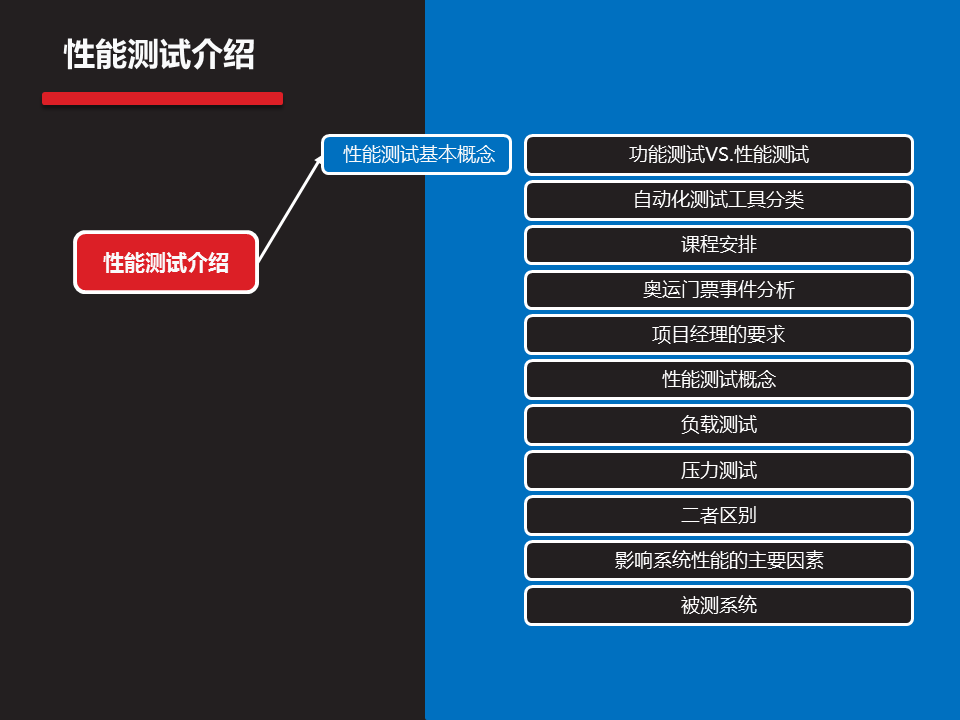 性能测试介绍
性能测试基本概念
性能测试介绍
功能测试VS.性能测试
自动化测试工具分类
课程安排
奥运门票事件分析
项目经理的要求
性能测试概念
负载测试
压力测试
二者区别
影响系统性能的主要因素
被测系统